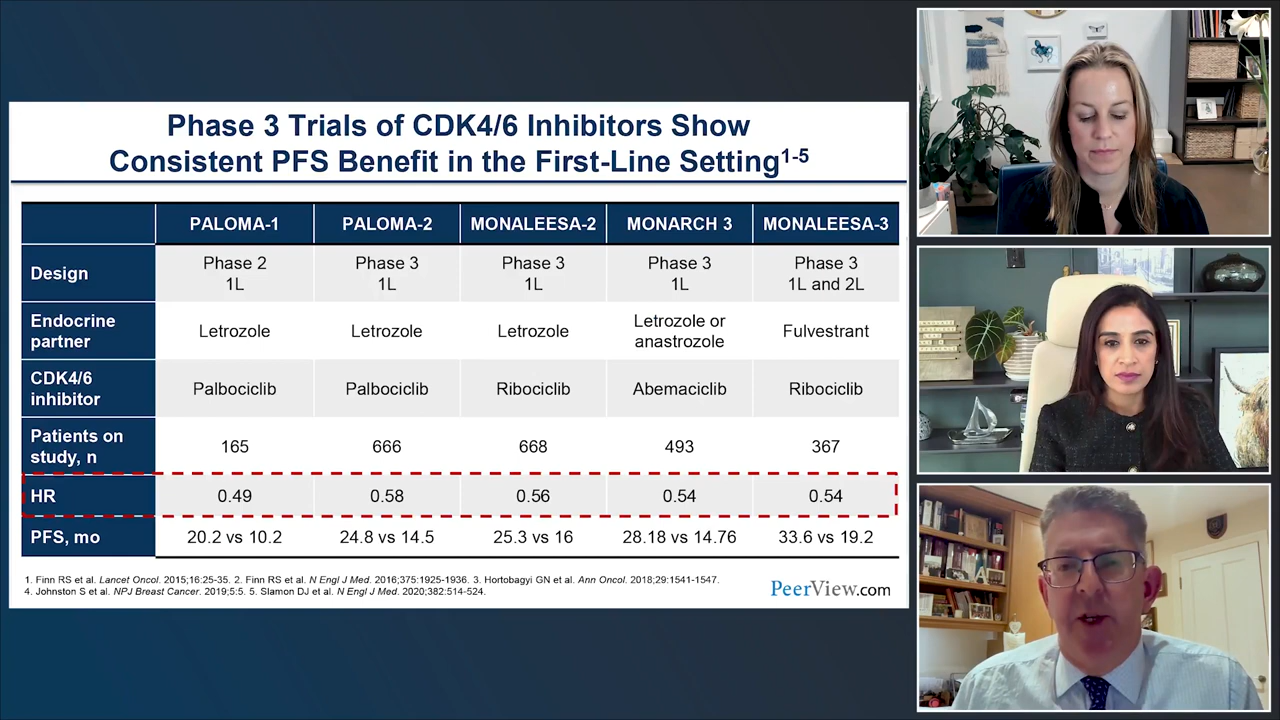 Phase 3 Trials of CDK4/6 Inhibitors Show
Consistent PFS Benefit in the First-Line Setting1-5
PALOMA-1 PALOMA-2 MONALEESA-2 MONARCH 3 MONALEESA-3
Design Phase 2 1L Phase 3 1L Phase 3 1L Phase 3 1L Phase 3 1L and 2L
Endocrine partner Letrozole Letrozole Letrozole Letrozole or anastrozole Fulvestrant
CDK4/6 inhibitor Palbociclib Palbociclib Ribociclib Abemaciclib Ribociclib
Patients on study, n 165 666 668 493 367
HR 0.49 0.58 0.56 0.54 0.54
PFS, mo 20.2 vs 10.2 24.8 vs 14.5 25.3 vs 16 28.18 vs 14.76 33.6 vs 19.2
1. Finn RS et al. Lancet Oncol. 2015;16:25-35. 2. Finn RS et al. N Engl J Med. 2016;375:1925-1936. 3. Hortobagyi GN et al. Ann Oncol. 2018;29:1541-1547.
4. Johnston S et al. NPJ Breast Cancer. 2019;5:5. 5. Slamon DJ et al. N Engl J Med. 2020;382:514-524.
PeerView.com